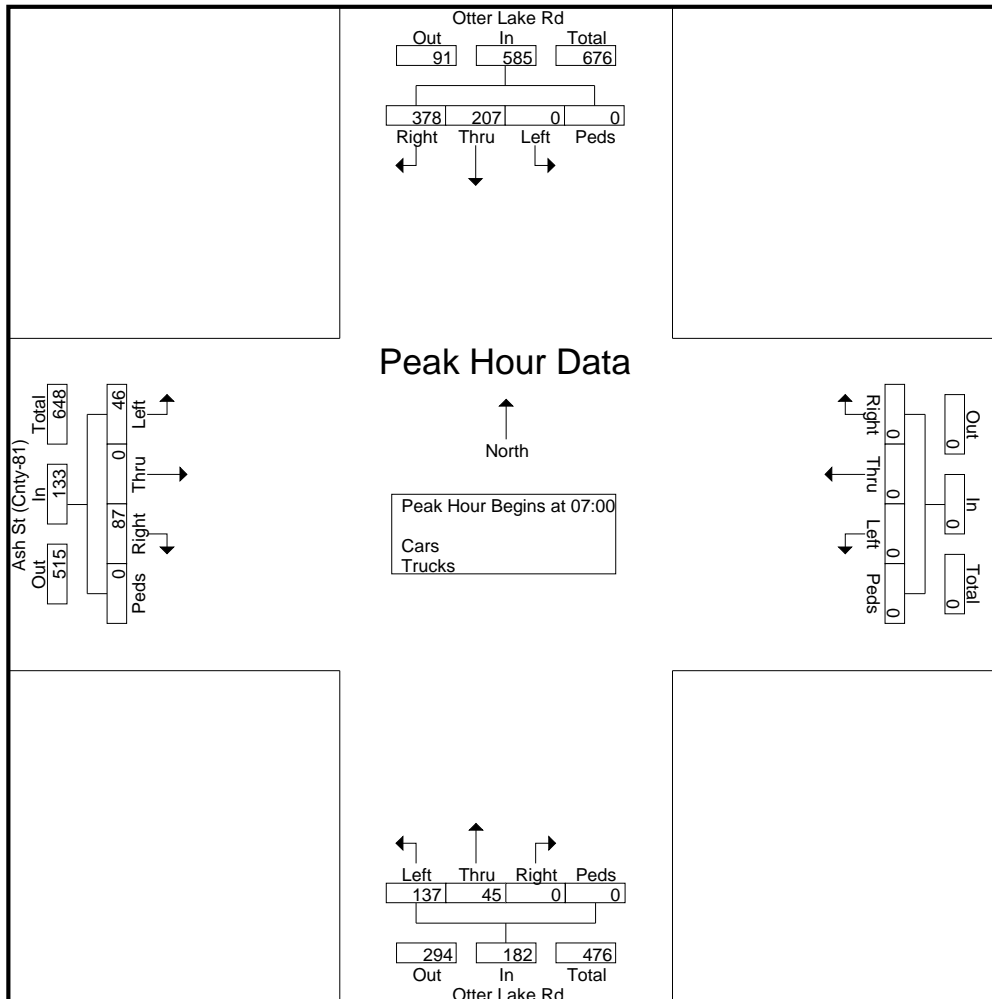 Otter Lake Rd
Out In Total
91 585 676
378 207 0 0
Right Thru Left Peds
Peak Hour Data
North
Peak Hour Begins at 07:00
Cars
Trucks
Ash St (Cnty-81)
Out In Total
515 133 648
46 0 87 0
Left Thru Right Peds
Right Thru Left Peds
0 0 0 0
Out In Total
0 0 0
Left Thru Right Peds
137 45 0 0
294 182 476
Out In Total
Otter Lake Rd